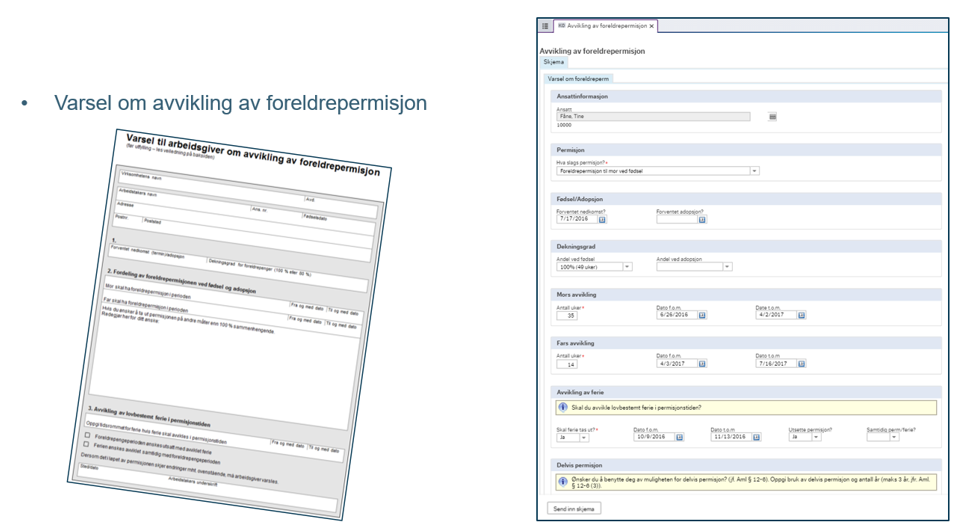 • Varsel om avvikling av foreldrepermisjon
Varsel til arbeidsgiver om avvikling av foreldrepermisjon
(før utfylling – les veiledning på baksiden)
Virksomhetens navn
Avd.
Arbeidstakers navn
Ans. nr.
Fødselsdato
Adresse
Postnr.
Poststed
1.
Forventet nedkomst (termin)/adopsjon
Dekningsgrad for foreldrepenger (100 % eller 80 %)
2. Fordeling av foreldrepermisjonen ved fødsel og adopsjon
Fra og med dato
Til og med dato
Mor skal ha foreldrepermisjon i perioden
Far skal ha foreldrepermisjon i perioden
Fra og med dato
Til og med dato
Hvis du ønsker å ta ut permisjonen på andre måter enn 100 % sammenhengende.
Redegjør her for ditt ønske:
3. Avvikling av lovbestemt ferie i permisjonstiden
Oppgi tidsrommet for ferie hvis ferie skal avvikles i permisjonstiden
Fra og med dato
Til og med dato
Foreldrepengeperioden ønskes utsatt med avviklet ferie
Ferien ønskes avviklet samtidig med foreldrepengeperioden
Dersom det i løpet av permisjonen skjer endringer mht. ovenstående, må arbeidsgiver varsles.
Sted/dato
Arbeidstakers underskrift
Avvikling av foreldrepermisjon ×
Avvikling av foreldrepermisjon
Skjema
Varsel om foreldreperm
Ansattinformasjon
Ansatt
Fåne, Tine
10000
Permisjon
Hva slags permisjon?*
Foreldrepermisjon til mor ved fødsel
Fødsel/Adopsjon
Forventet nedkomst? Forventet adopsjon?
7/17/2016
Dekningsgrad
Andel ved fødsel Andel ved adopsjon
100% (49 uker)
Mors avvikling
Antall uker* Dato f.o.m. Dato t.o.m
35 6/26/2016 4/2/2017
Fars avvikling
Antall uker* Dato f.o.m. Dato t.o.m
14 4/3/2017 7/16/2017
Avvikling av ferie
Skal du avvikle lovbestemt ferie i permisjonstiden?
Skal ferie tas ut?* Dato f.o.m. Dato t.o.m Utsette permisjon? Samtidig perm/ferie?
Ja 10/9/2016 11/13/2016 Ja
Delvis permisjon
Ønsker du å benytte deg av muligheten for delvis permisjon? (jf. Aml § 12-6). Oppgi bruk av delvis permisjon og antall år (maks 3 år, jfr. Aml.
§ 12-6 (3)).
Send inn skjema